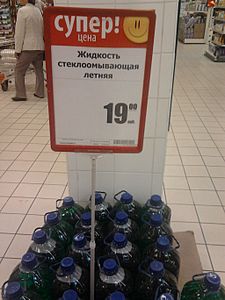 супер!
цена
Жидкость
стеклоомывающая
летняя
19 00